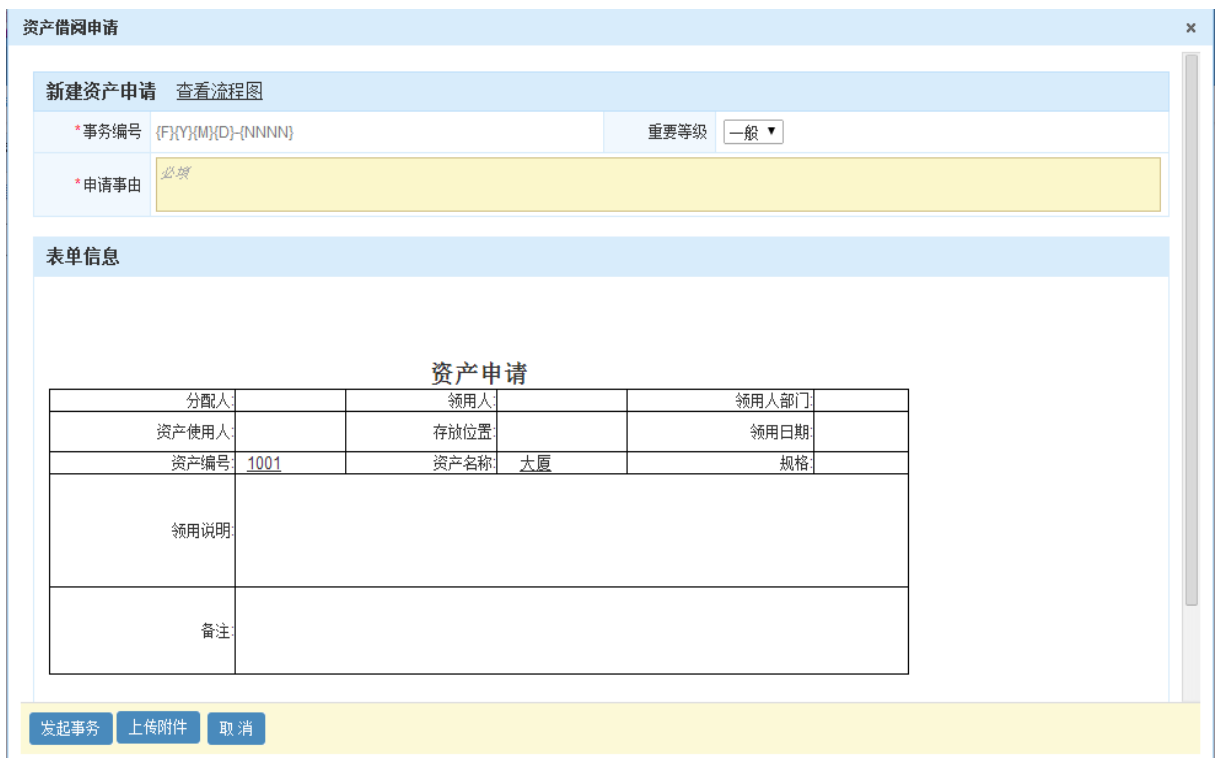 资产借阅申请 ×
新建资产申请 查看流程图
*事务编号 {F}{Y}{M}{D}-{NNNN} 重要等级 一般 ▼
*申请事由 必填
表单信息
资产申请
分配人: 领用人: 领用人部门:
资产使用人: 存放位置: 领用日期:
资产编号: 1001 资产名称: 大厦 规格:
领用说明:
备注:
发起事务 上传附件 取消